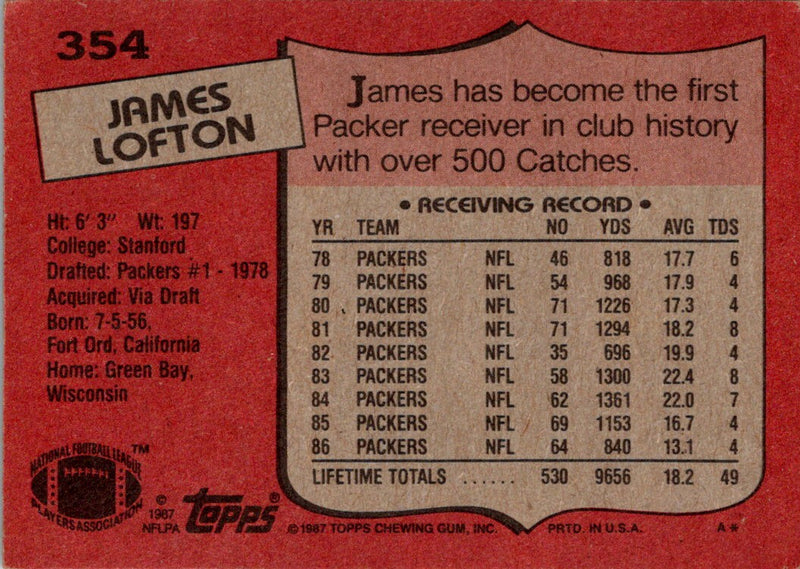 354
JAMES
LOFTON
James has become the first
Packer receiver in club history
with over 500 Catches.
Ht: 6' 3" Wt: 197
College: Stanford
Drafted: Packers #1 - 1978
Acquired: Via Draft
Born: 7-5-56,
Fort Ord, California
Home: Green Bay,
Wisconsin
• RECEIVING RECORD •
YR TEAM NO YDS AVG TDS
78 PACKERS NFL 46 818 17.7 6
79 PACKERS NFL 54 968 17.9 4
80 PACKERS NFL 71 1226 17.3 4
81 PACKERS NFL 71 1294 18.2 8
82 PACKERS NFL 35 696 19.9 4
83 PACKERS NFL 58 1300 22.4 8
84 PACKERS NFL 62 1361 22.0 7
85 PACKERS NFL 69 1153 16.7 4
86 PACKERS NFL 64 840 13.1 4
LIFETIME TOTALS ...... 530 9656 18.2 49
NATIONAL FOOTBALL LEAGUE
PLAYERS ASSOCIATION
TM
© 1987
NFLPA
topps®
© 1987 TOPPS CHEWING GUM, INC. PRTD. IN U.S.A. A*